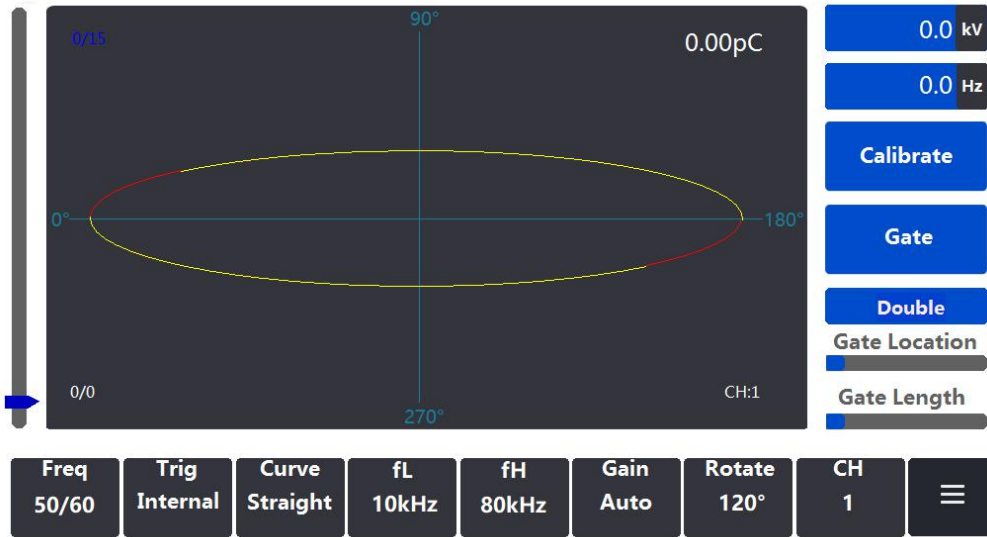 90°
0/15
0.00pC
0.0 kV
0.0 Hz
Calibrate
0°
180°
Gate
Double
Gate Location
0/0
CH:1
Gate Length
270°
Freq
50/60
Trig
Internal
Curve
Straight
fL
10kHz
fH
80kHz
Gain
Auto
Rotate
120°
CH
1